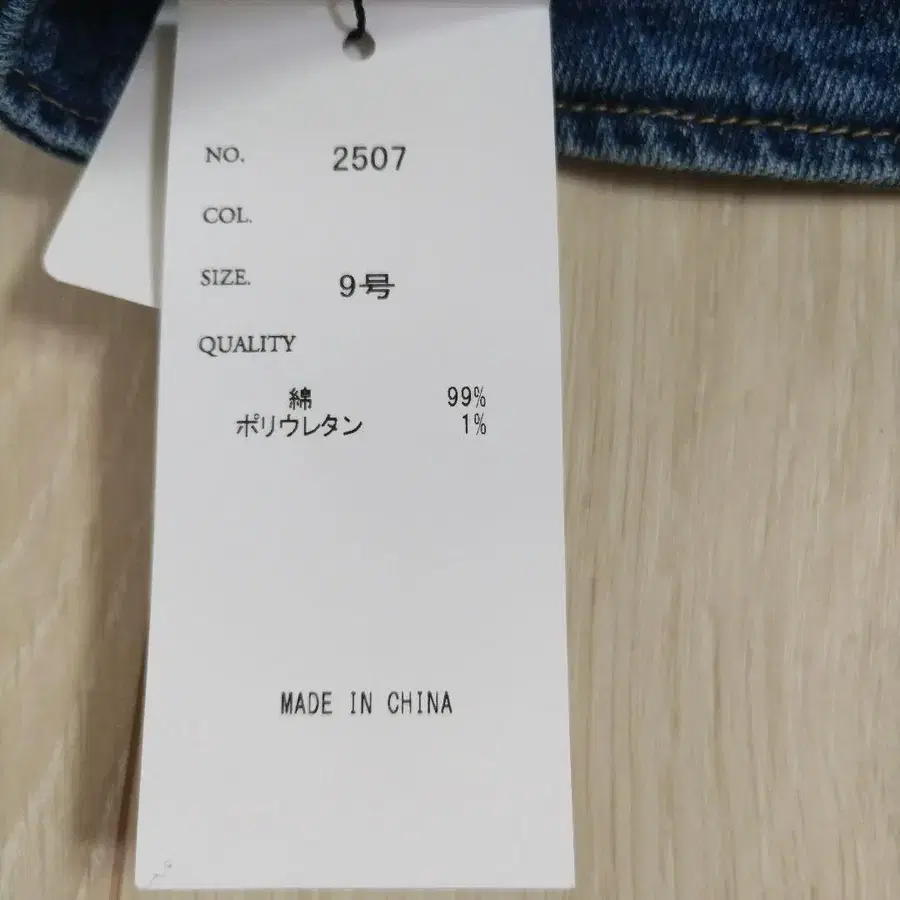 NO. 2507
COL.
SIZE. 9号
QUALITY
綿 99%
ポリウレタン 1%
MADE IN CHINA